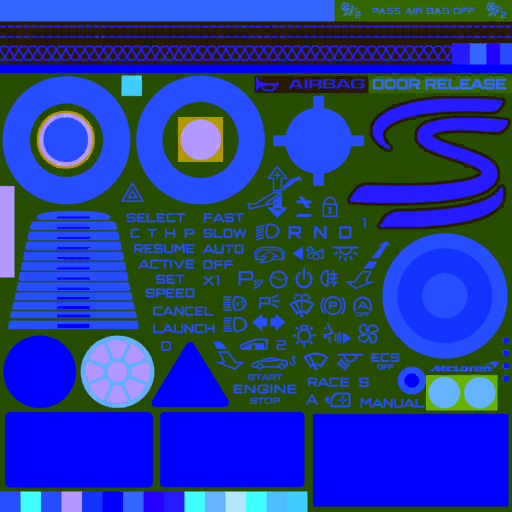 PASS AIR BAG OFF
AIRBAG DOOR RELEASE
SELECT FAST
C T H P SLOW
R N D 1
RESUME AUTO
ACTIVE OFF
SET X1
SPEED
CANCEL
LAUNCH
2
ECS
OFF
McLaren
START
ENGINE
STOP
RACE S
A MANUAL